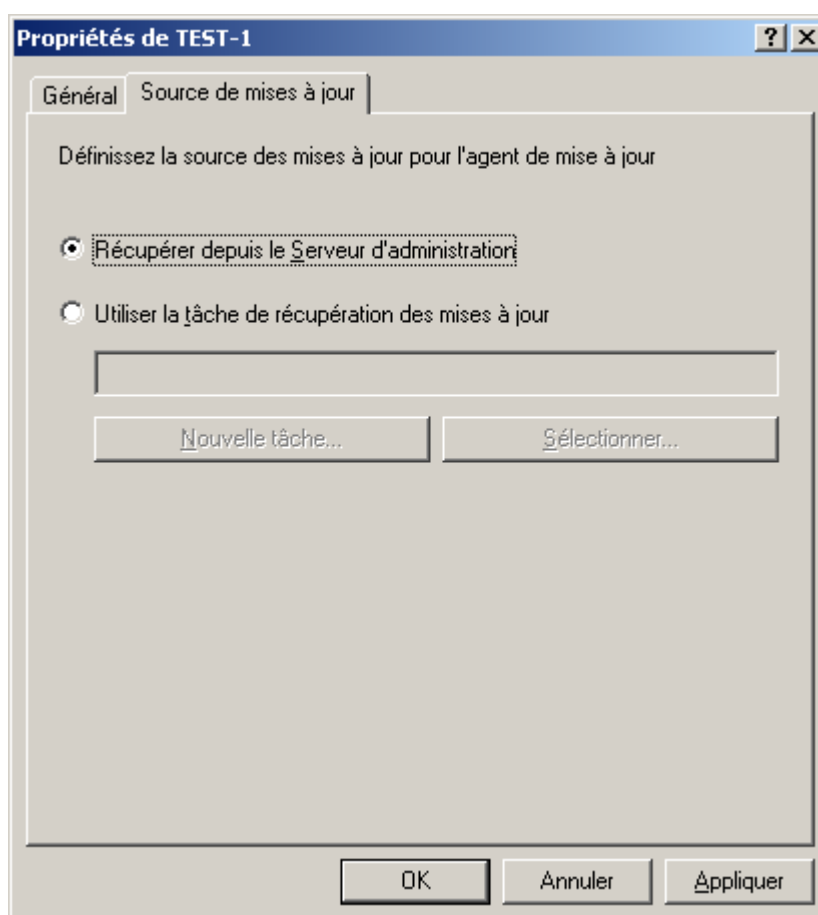 Propriétés de TEST-1
Général
Source de mises à jour
Définissez la source des mises à jour pour l'agent de mise à jour
Récupérer depuis le Serveur d'administration
Utiliser la tâche de récupération des mises à jour
Nouvelle tâche...
Sélectionner...
OK
Annuler
Appliquer